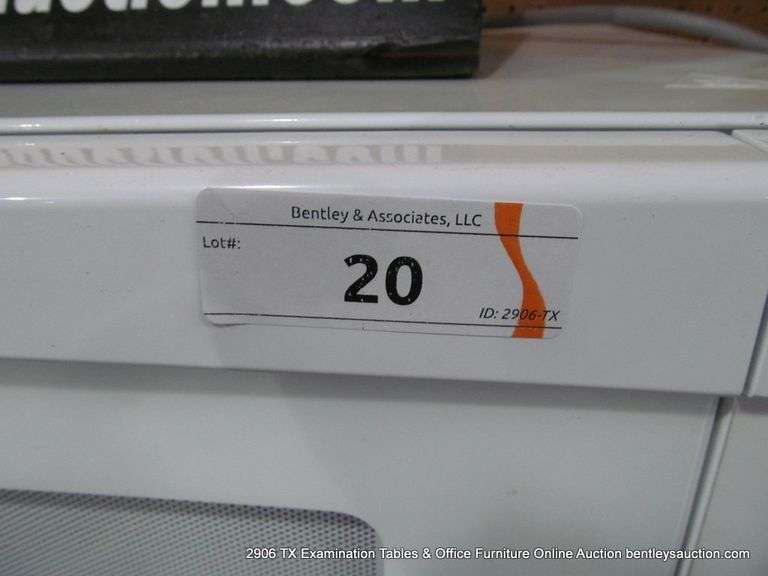 Bentley & Associates, LLC
Lot#:
20
ID: 2906-TX
2906 TX Examination Tables & Office Furniture Online Auction bentleysauction.com